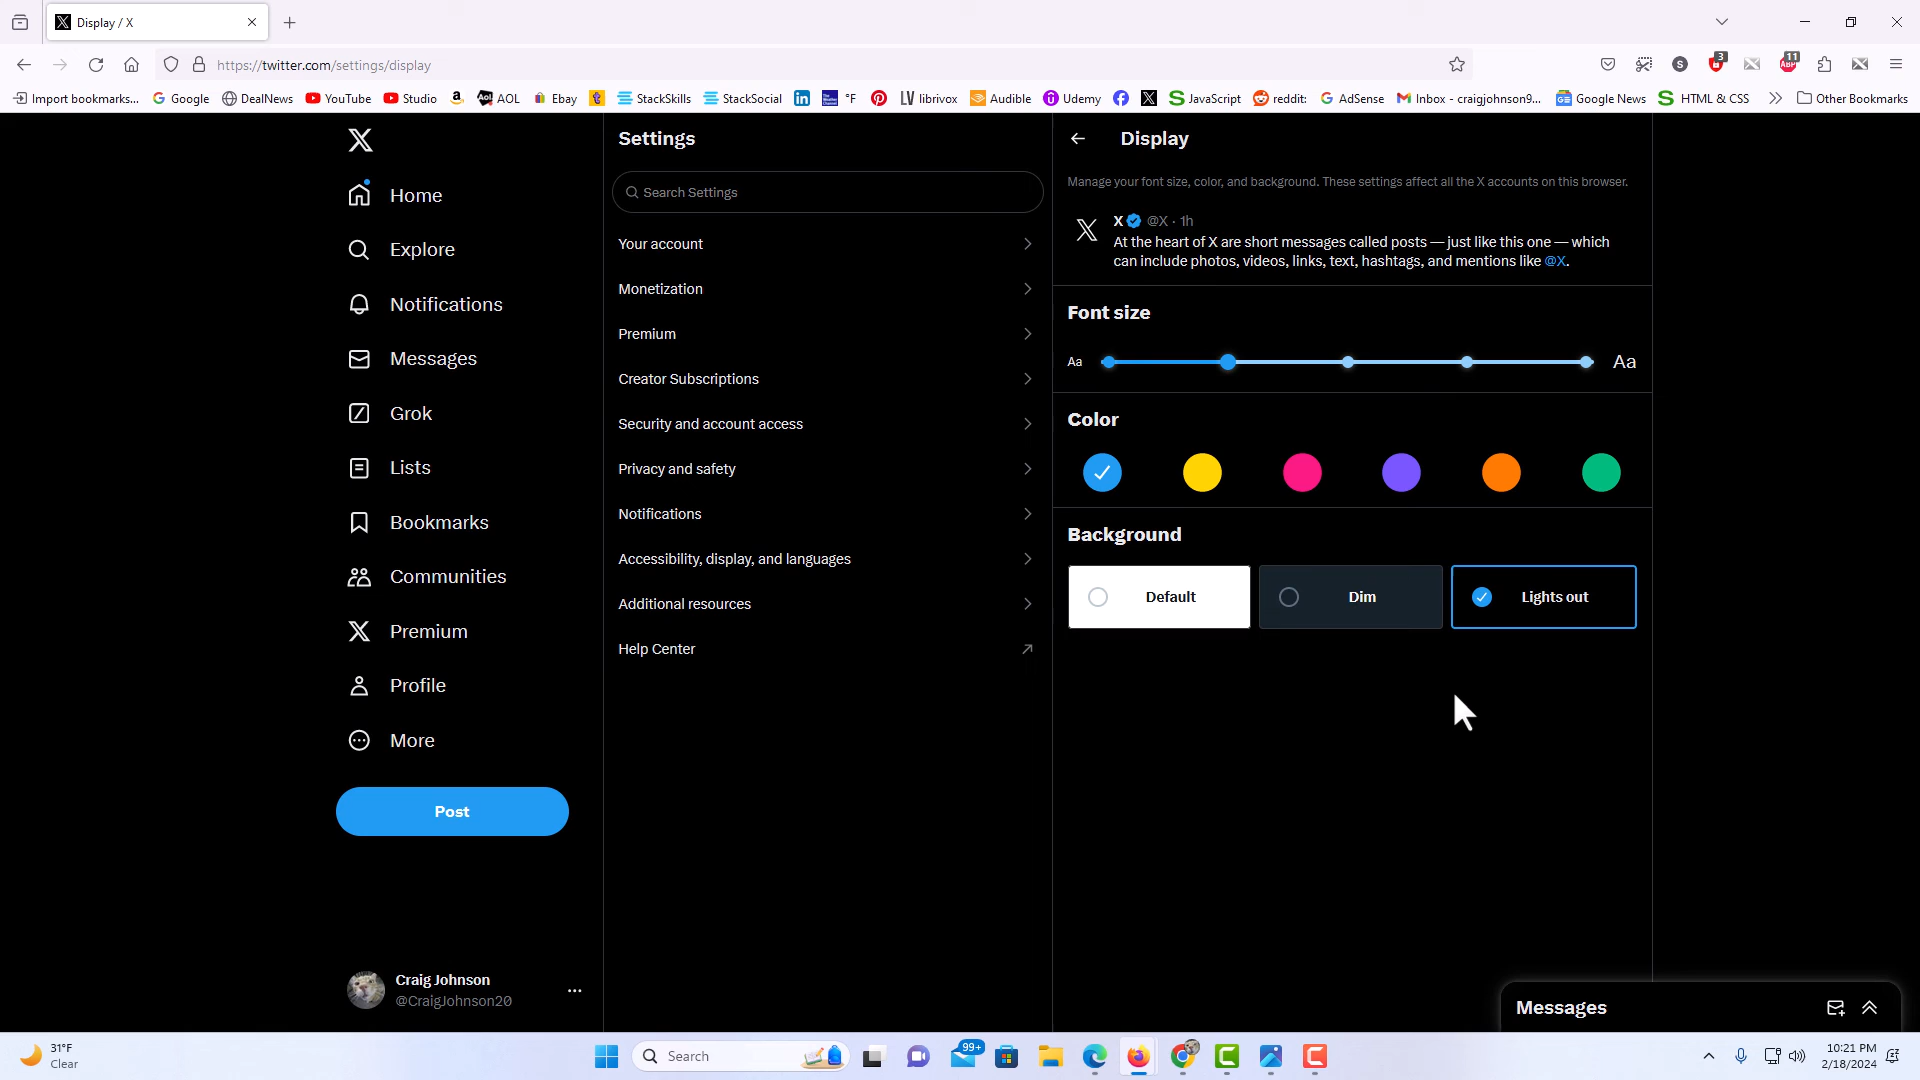 Display / X
https://twitter.com/settings/display
3
11
ABP
S
Import bookmarks...
Google
DealNews
YouTube
Studio
AOL
Ebay
StackSkills
StackSocial
°F
librivox
Audible
Udemy
JavaScript
reddit:
AdSense
Inbox - craigjohnson9...
Google News
HTML & CSS
Other Bookmarks
Home
Explore
Notifications
Messages
Grok
Lists
Bookmarks
Communities
Premium
Profile
More
Post
Craig Johnson
@CraigJohnson20
Settings
Search Settings
Your account
Monetization
Premium
Creator Subscriptions
Security and account access
Privacy and safety
Notifications
Accessibility, display, and languages
Additional resources
Help Center
Display
Manage your font size, color, and background. These settings affect all the X accounts on this browser.
X @X · 1h
At the heart of X are short messages called posts — just like this one — which
can include photos, videos, links, text, hashtags, and mentions like @X.
Font size
Aa Aa
Color
Background
Default
Dim
Lights out
Messages
31°F
Clear
Search
99+
10:21 PM
2/18/2024